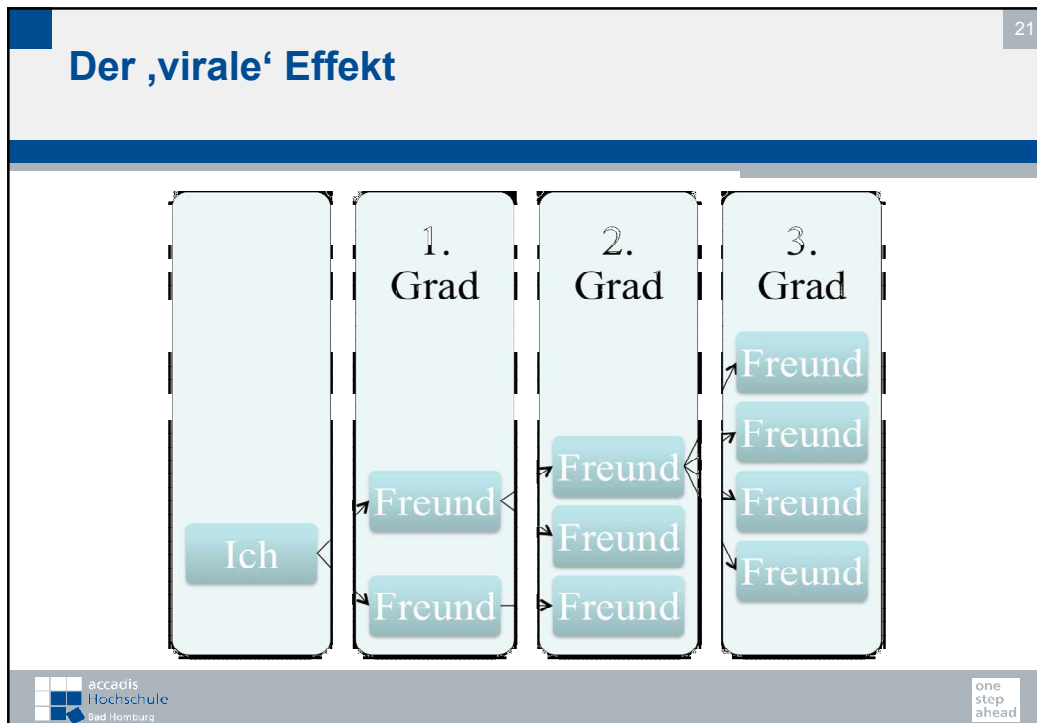 21
Der ‚virale‘ Effekt
1.
Grad
2.
Grad
3.
Grad
Ich
Freund
Freund
Freund
Freund
Freund
Freund
Freund
Freund
Freund
accadis
Hochschule
Bad Homburg
one
step
ahead